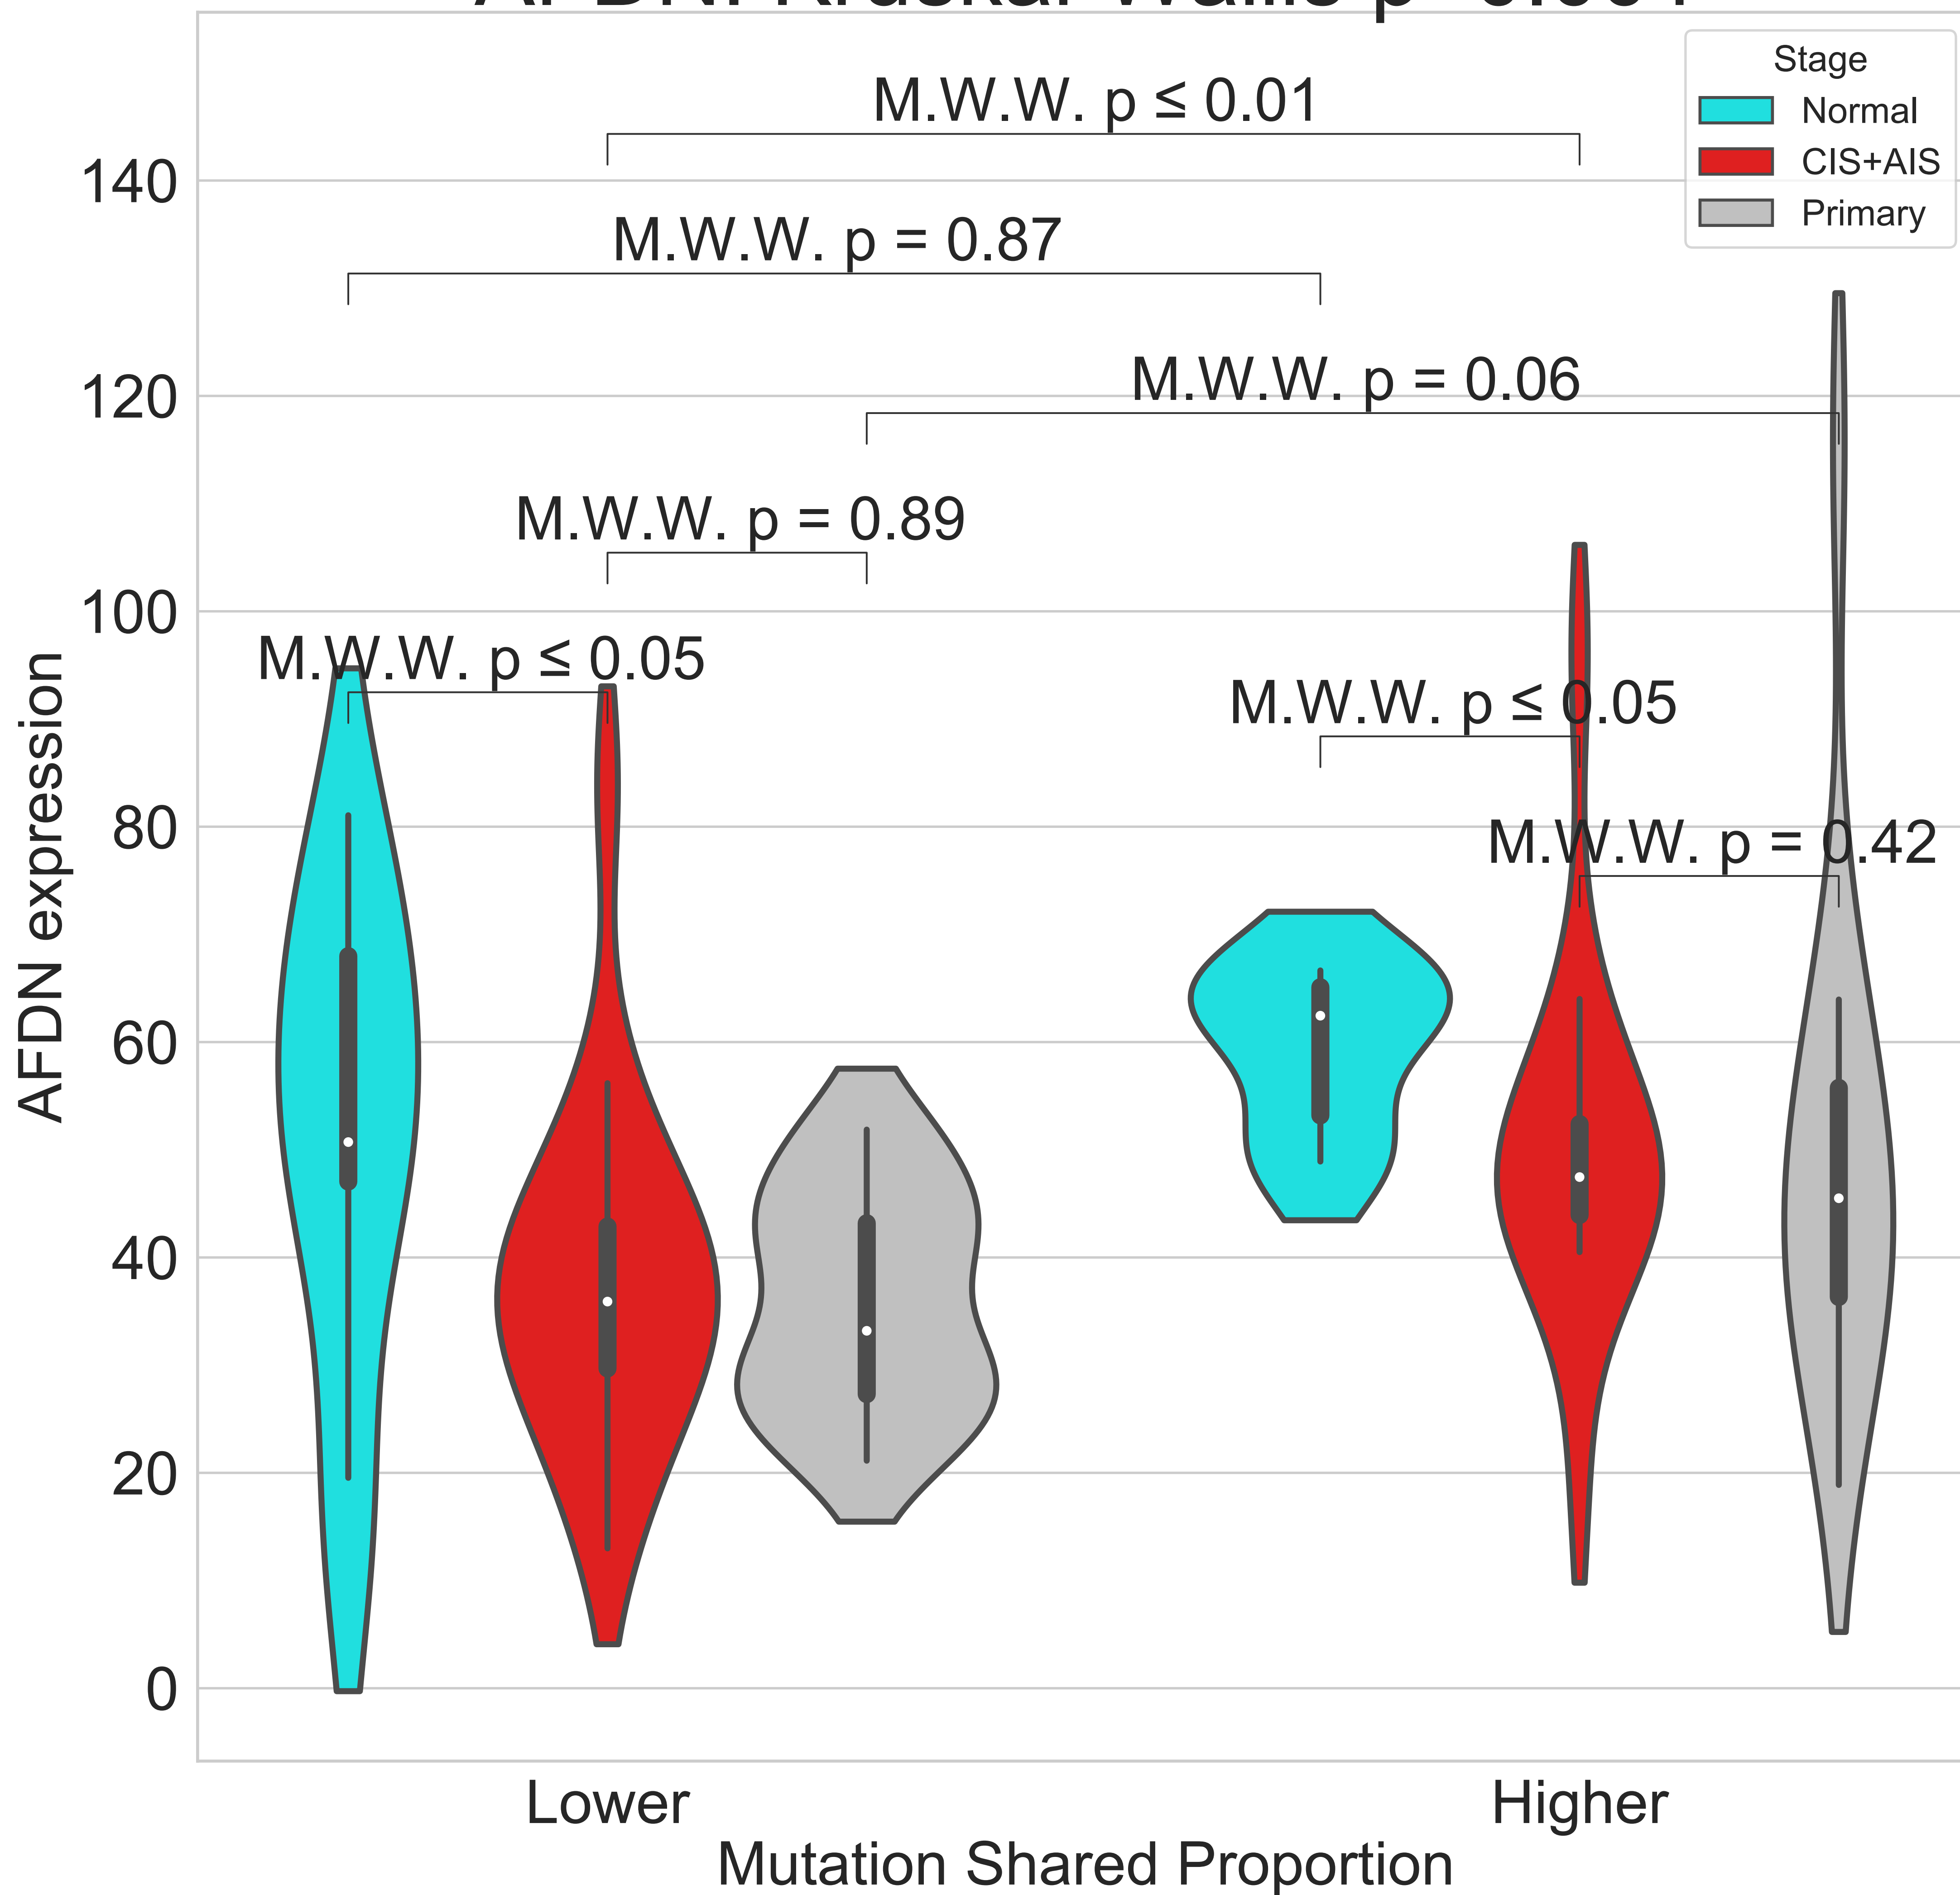 Stage
Normal
CIS+AIS
Primary
M.W.W. p ≤ 0.01
M.W.W. p = 0.87
M.W.W. p = 0.06
M.W.W. p = 0.89
M.W.W. p ≤ 0.05
M.W.W. p ≤ 0.05
M.W.W. p = 0.42
140
120
100
80
60
40
20
0
AFDN expression
Lower
Higher
Mutation Shared Proportion